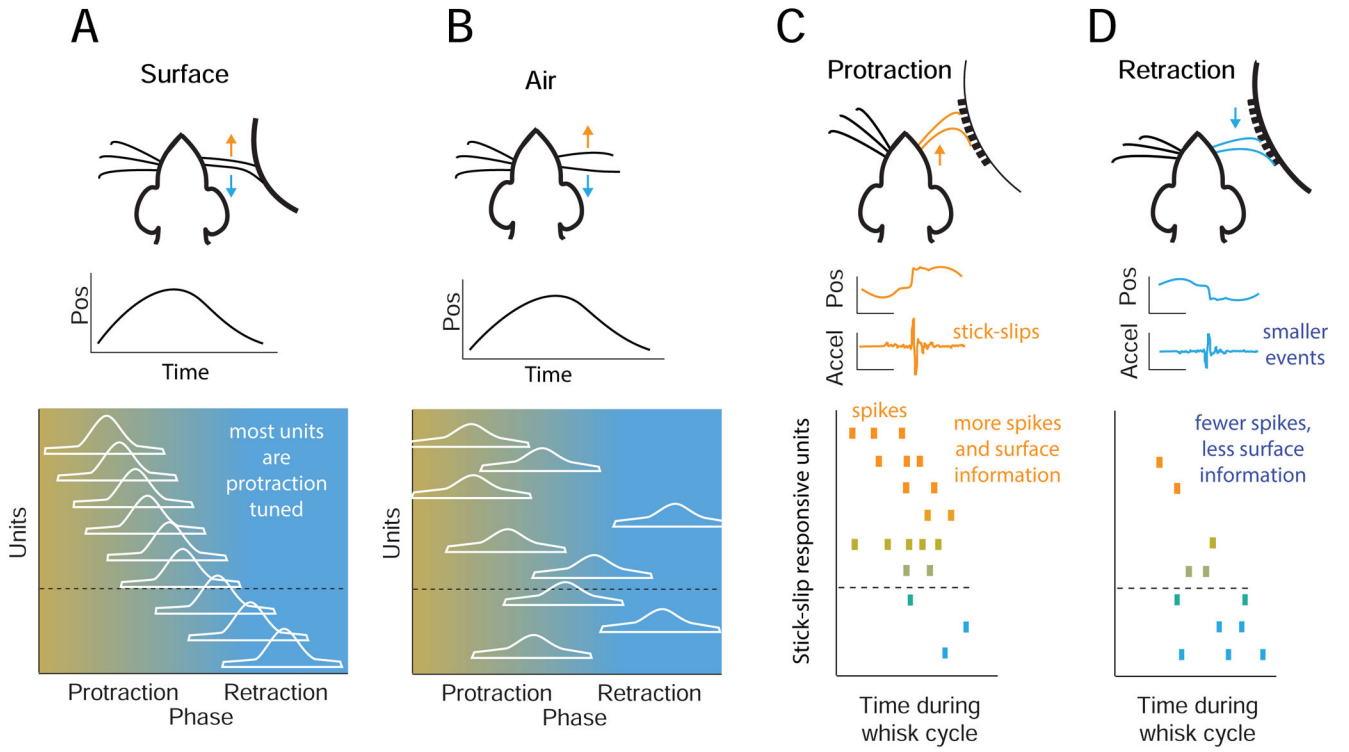 A
Surface
Pos
Time
Units
most units
are
protraction
tuned
Protraction
Retraction
Phase
B
Air
Pos
Time
Units
Protraction
Retraction
Phase
C
Protraction
Pos
Accel
stick-slips
Stick-slip responsive units
spikes
more spikes
and surface
information
Time during
whisk cycle
D
Retraction
Pos
Accel
smaller
events
fewer spikes,
less surface
information
Time during
whisk cycle